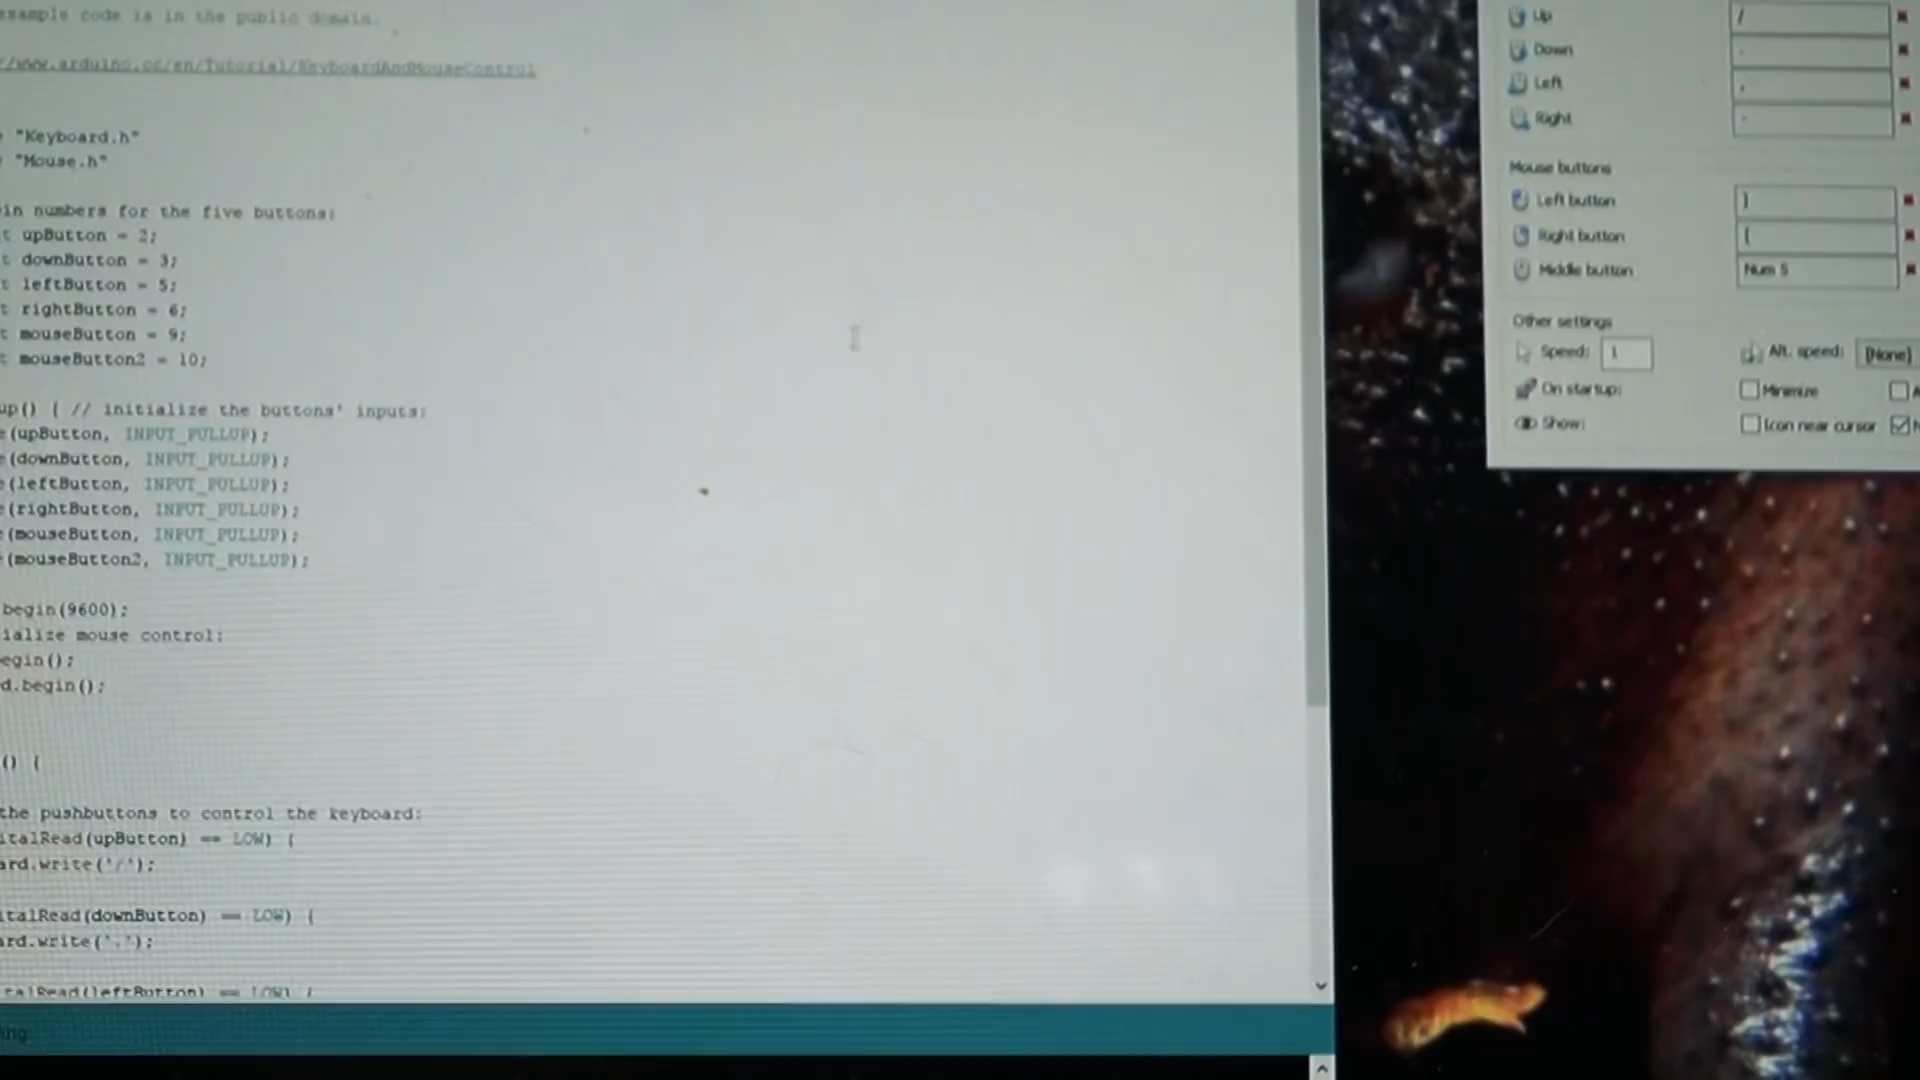 example code is in the public domain.
//www.arduino.cc/en/Tutorial/KeyboardAndMouseControl
"Keyboard.h"
"Mouse.h"
in numbers for the five buttons:
t upButton = 2;
t downButton = 3;
t leftButton = 5;
t rightButton = 6;
t mouseButton = 9;
t mouseButton2 = 10;
up() { // initialize the buttons' inputs:
e(upButton, INPUT_PULLUP);
e(downButton, INPUT_PULLUP);
e(leftButton, INPUT_PULLUP);
e(rightButton, INPUT_PULLUP);
e(mouseButton, INPUT_PULLUP);
e(mouseButton2, INPUT_PULLUP);
begin(9600);
ialize mouse control:
egin();
d.begin();
() {
the pushbuttons to control the keyboard:
italRead(upButton) == LOW) {
ard.write('/');
italRead(downButton) == LOW) {
ard.write('.');
talRead(leftButton) == LOW) {
ing
Up /
Down
Left ,
Right
Mouse buttons
Left button ]
Right button [
Middle button Num 5
Other settings
Speed: 1 Alt. speed: [None]
On startup: Minimize A
Show: Icon near cursor